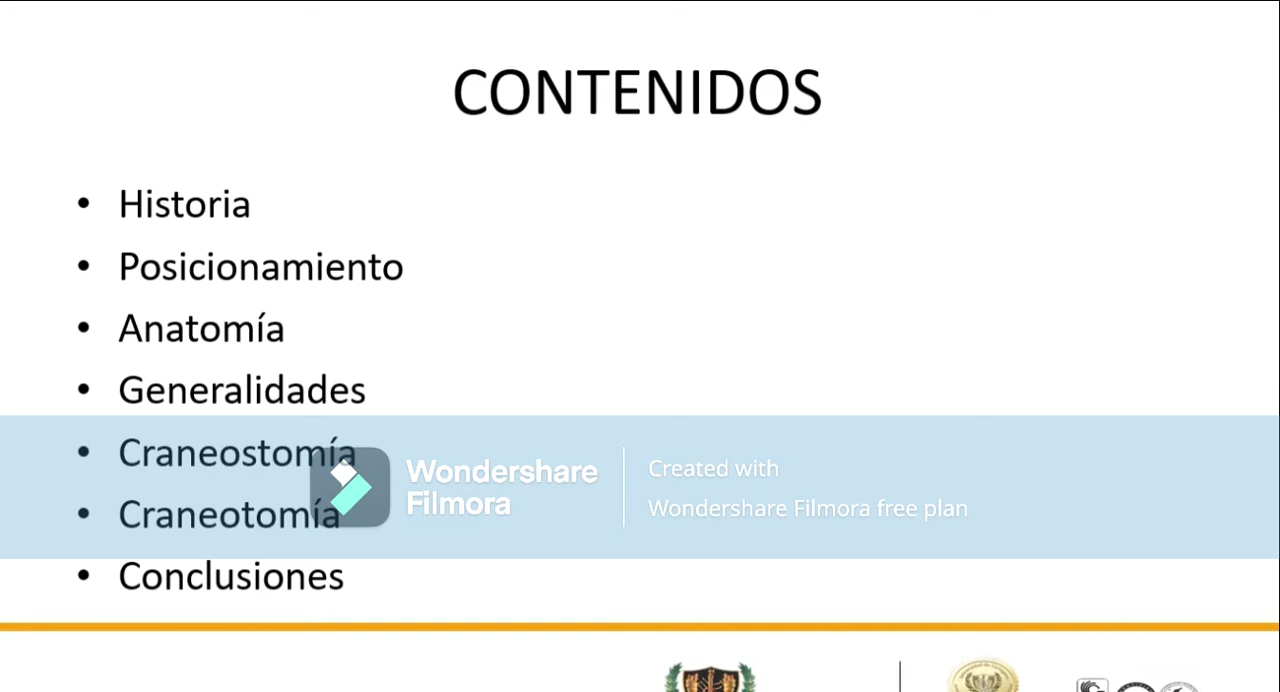 CONTENIDOS
• Historia
• Posicionamiento
• Anatomía
• Generalidades
• Craneostomía
• Craneotomía
Wondershare
Filmora
Created with
Wondershare Filmora free plan
• Conclusiones